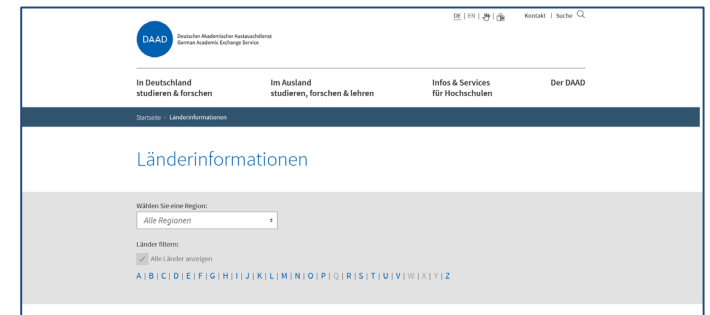 DE | EN | Kontakt | Suche
DAAD
Deutscher Akademischer Austauschdienst
German Academic Exchange Service
In Deutschland
studieren & forschen
Im Ausland
studieren, forschen & lehren
Infos & Services
für Hochschulen
Der DAAD
Startseite › Länderinformationen
Länderinformationen
Wählen Sie eine Region:
Alle Regionen
Länder filtern:
Alle Länder anzeigen
A | B | C | D | E | F | G | H | I | J | K | L | M | N | O | P | Q | R | S | T | U | V | W | X | Y | Z